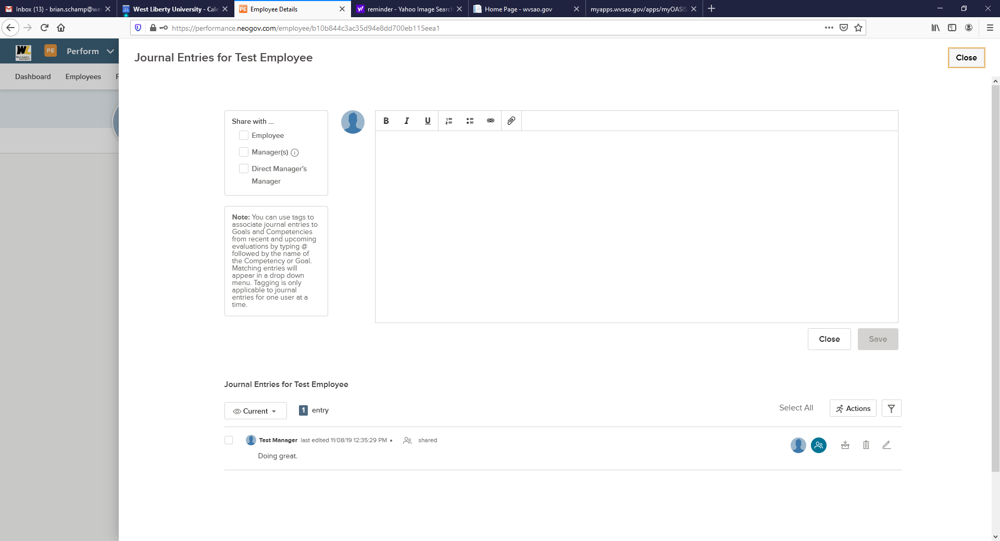 Inbox (13) - brian.schamp@we
West Liberty University - Cale
Employee Details
reminder - Yahoo Image Search
Home Page - wvsao.gov
myapps.wvsao.gov/apps/myOASIS
https://performance.neogov.com/employee/b10b844c3ac35d94e8dd700eb115eea1
PE Perform
Journal Entries for Test Employee
Close
Dashboard Employees
Share with ...
Employee
Manager(s)
Direct Manager's
Manager
B I U
Note: You can use tags to
associate journal entries to
Goals and Competencies
from recent and upcoming
evaluations by typing @
followed by the name of
the Competency or Goal.
Matching entries will
appear in a drop down
menu. Tagging is only
applicable to journal
entries for one user at a
time.
Close Save
Journal Entries for Test Employee
Current 1 entry Select All Actions
Test Manager last edited 11/08/19 12:35:29 PM • shared
Doing great.